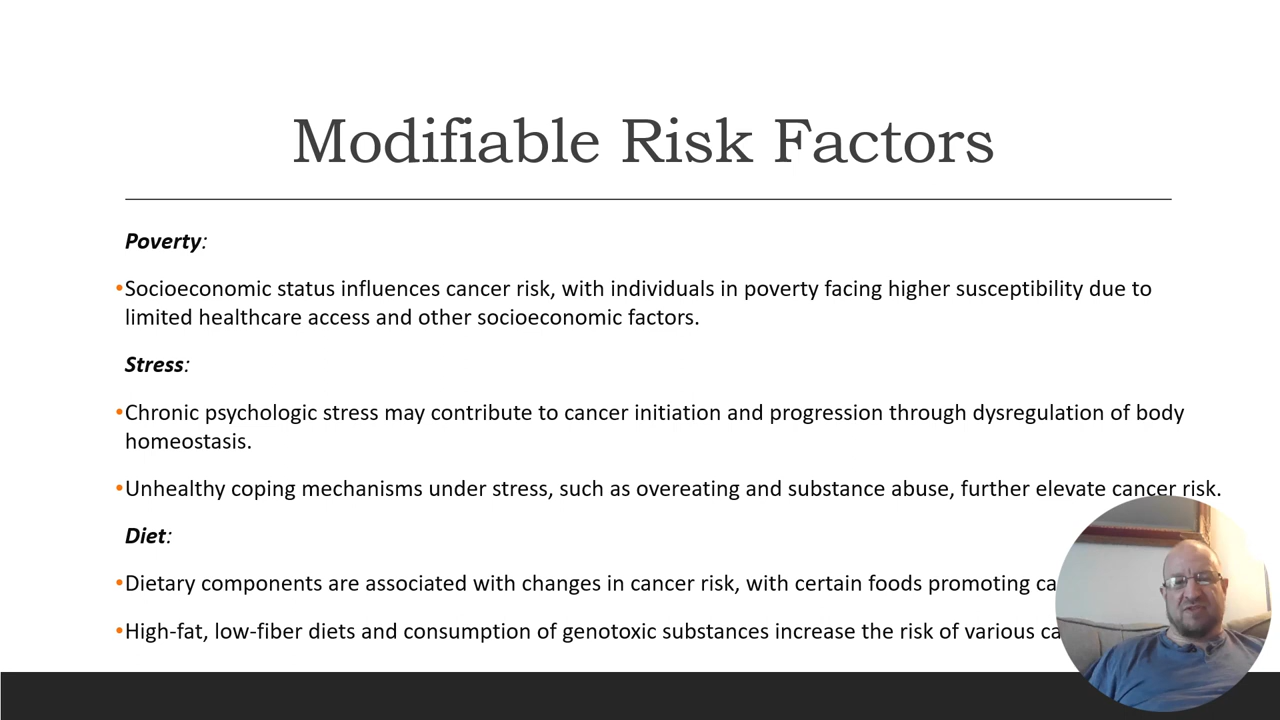 Modifiable Risk Factors
Poverty:
•Socioeconomic status influences cancer risk, with individuals in poverty facing higher susceptibility due to
limited healthcare access and other socioeconomic factors.
Stress:
•Chronic psychologic stress may contribute to cancer initiation and progression through dysregulation of body
homeostasis.
•Unhealthy coping mechanisms under stress, such as overeating and substance abuse, further elevate cancer risk.
Diet:
•Dietary components are associated with changes in cancer risk, with certain foods promoting
•High-fat, low-fiber diets and consumption of genotoxic substances increase the risk of various